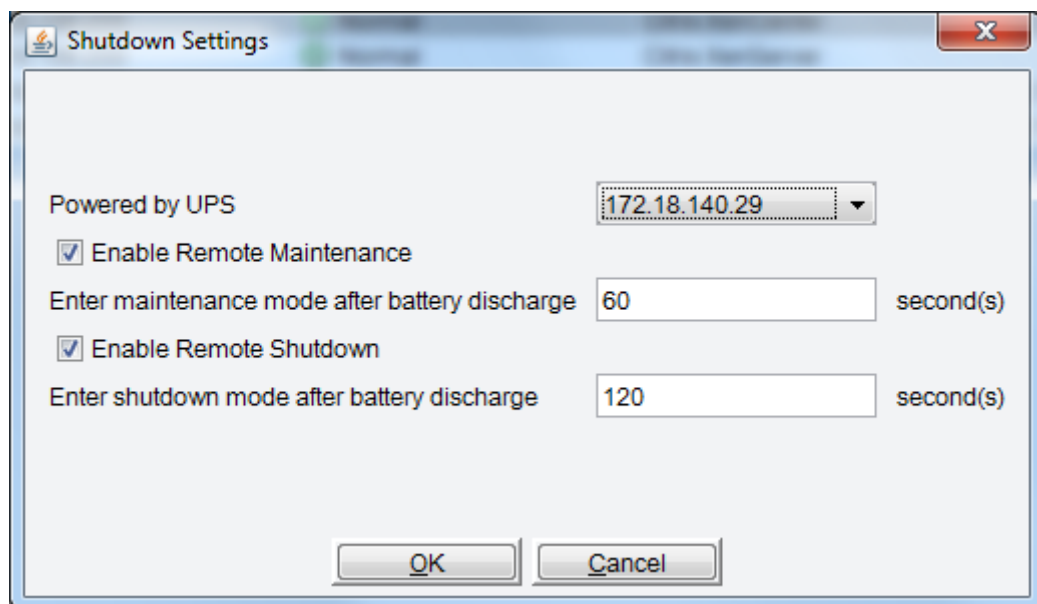 Shutdown Settings
Powered by UPS 172.18.140.29
Enable Remote Maintenance
Enter maintenance mode after battery discharge 60 second(s)
Enable Remote Shutdown
Enter shutdown mode after battery discharge 120 second(s)
OK Cancel